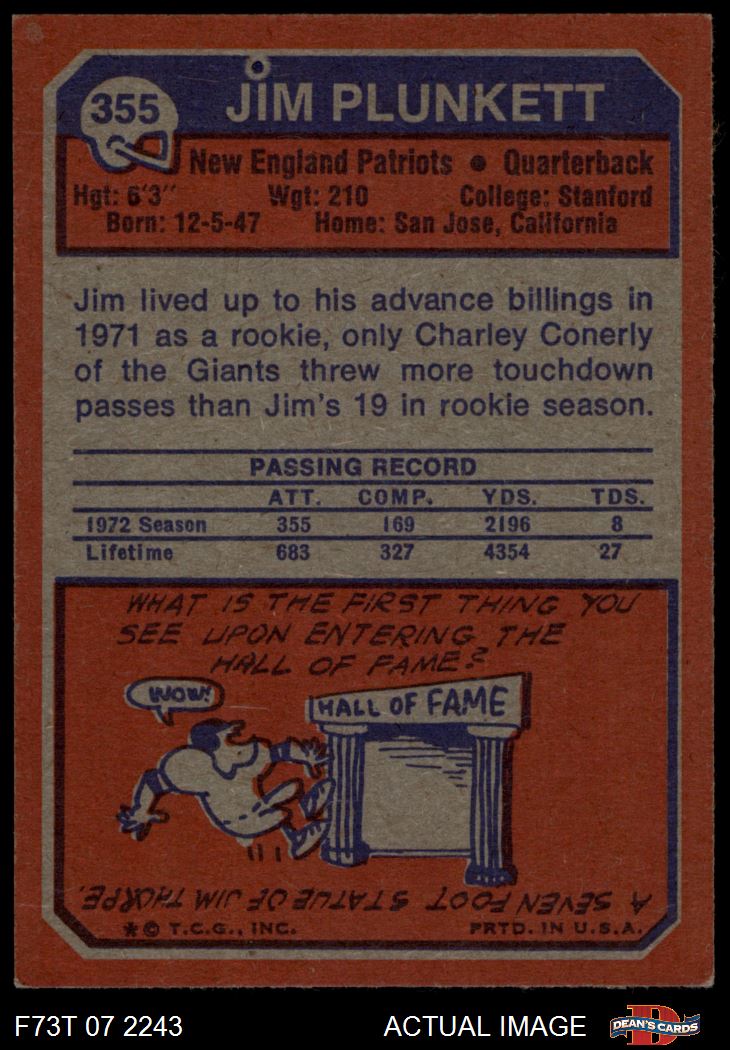 355
JIM PLUNKETT
New England Patriots • Quarterback
Hgt: 6'3" Wgt: 210 College: Stanford
Born: 12-5-47 Home: San Jose, California
Jim lived up to his advance billings in
1971 as a rookie, only Charley Conerly
of the Giants threw more touchdown
passes than Jim's 19 in rookie season.
PASSING RECORD
ATT. COMP. YDS. TDS.
1972 Season 355 169 2196 8
Lifetime 683 327 4354 27
WHAT IS THE FIRST THING YOU
SEE UPON ENTERING THE
HALL OF FAME?
WOW!
HALL OF FAME
A SEVEN FOOT STATUE OF JIM THORPE.
* © T.C.G., INC. PRTD. IN U.S.A.
F73T 07 2243 ACTUAL IMAGE
D
DEAN'S CARDS